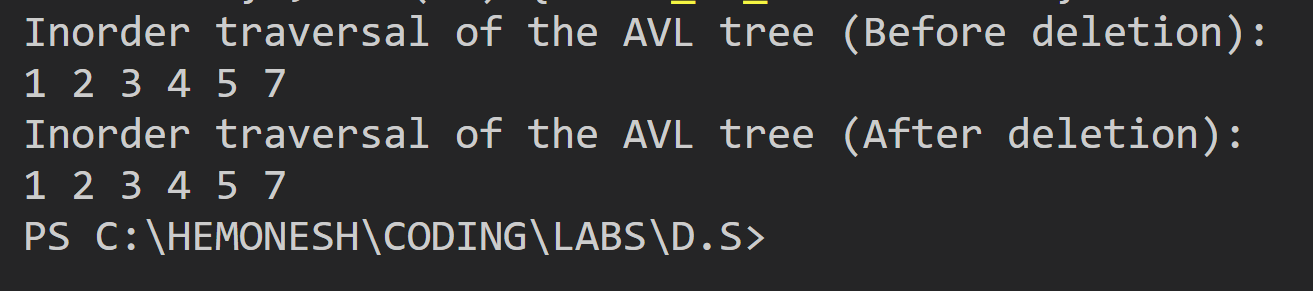 Inorder traversal of the AVL tree (Before deletion):
1 2 3 4 5 7
Inorder traversal of the AVL tree (After deletion):
1 2 3 4 5 7
PS C:\HEMONESH\CODING\LABS\D.S>